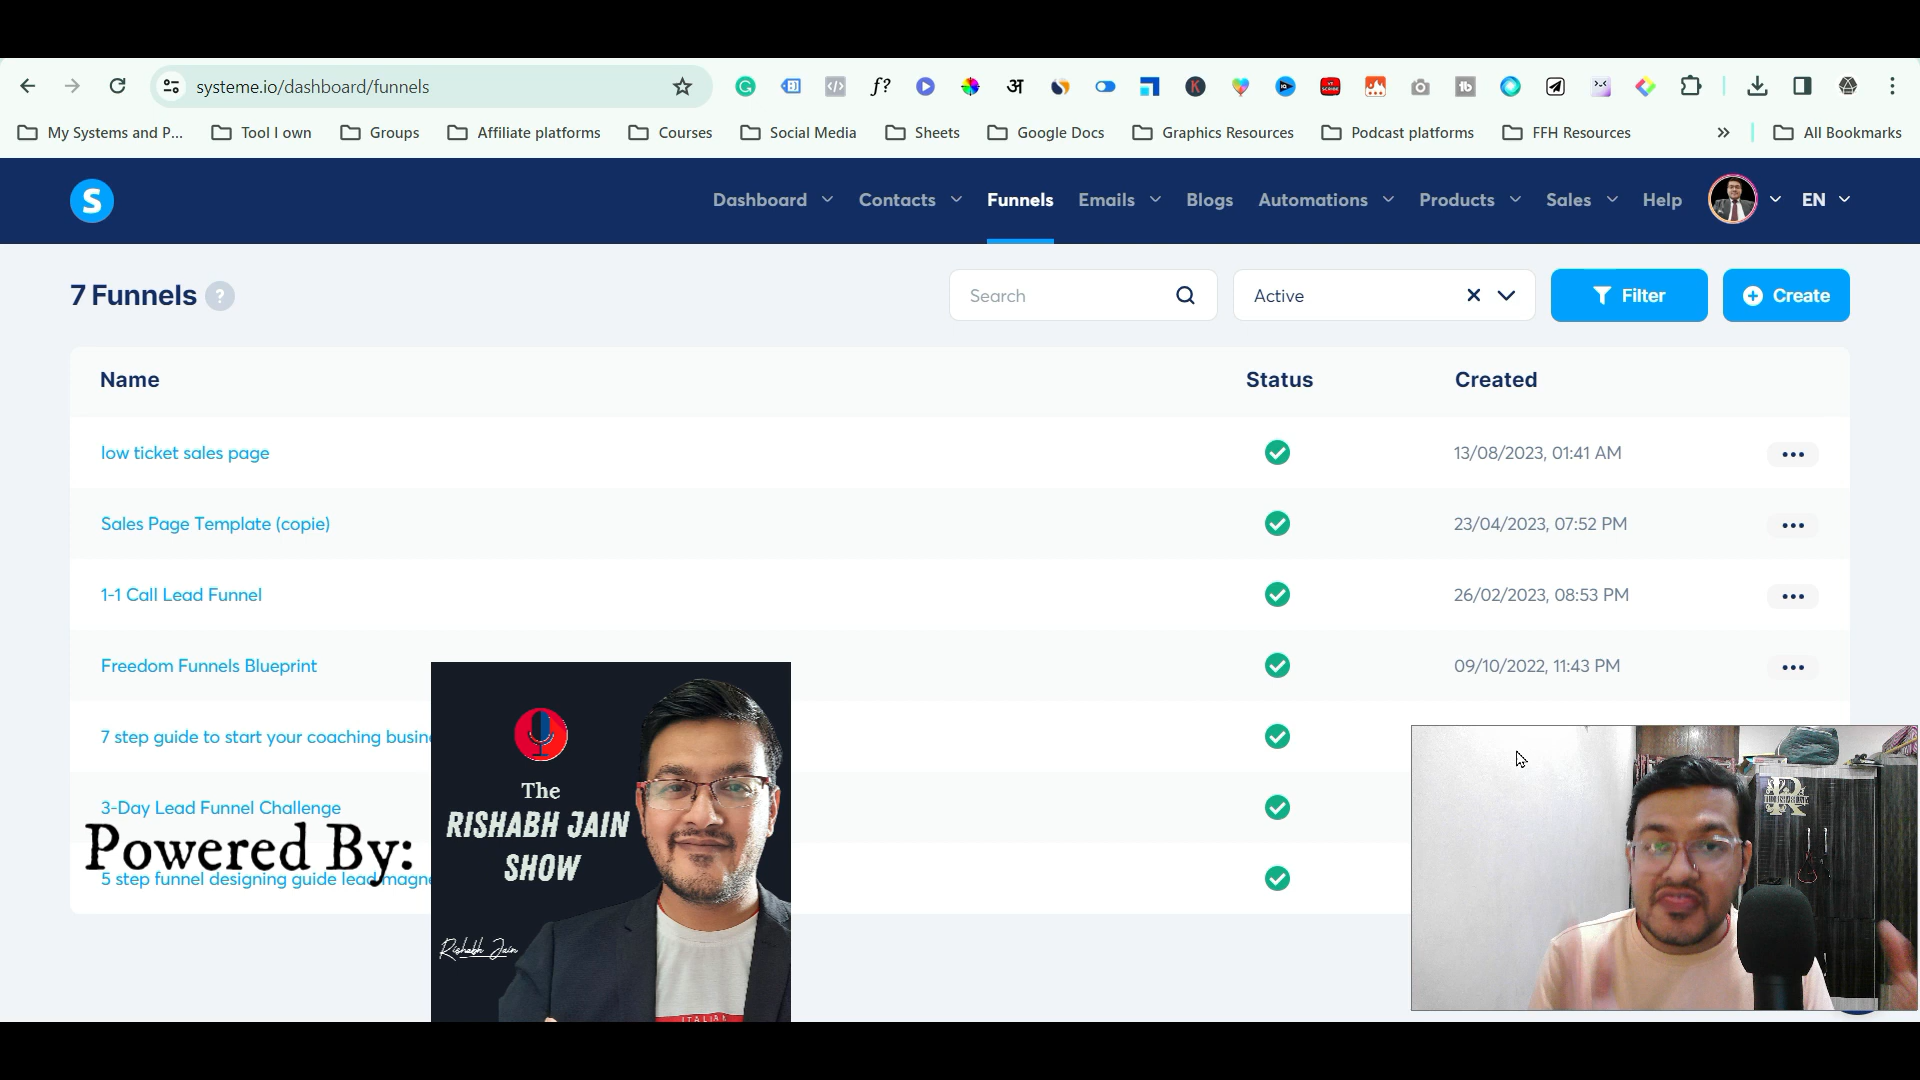 systeme.io/dashboard/funnels
My Systems and P...
Tool I own
Groups
Affiliate platforms
Courses
Social Media
Sheets
Google Docs
Graphics Resources
Podcast platforms
FFH Resources
All Bookmarks
S
Dashboard
Contacts
Funnels
Emails
Blogs
Automations
Products
Sales
Help
EN
7 Funnels ?
Search
Active
Filter
Create
Name Status Created
low ticket sales page 13/08/2023, 01:41 AM
Sales Page Template (copie) 23/04/2023, 07:52 PM
1-1 Call Lead Funnel 26/02/2023, 08:53 PM
Freedom Funnels Blueprint 09/10/2022, 11:43 PM
7 step guide to start your coaching busin
3-Day Lead Funnel Challenge
Powered By:
5 step funnel designing guide lead magn
The
RISHABH JAIN
SHOW
Rishabh Jain